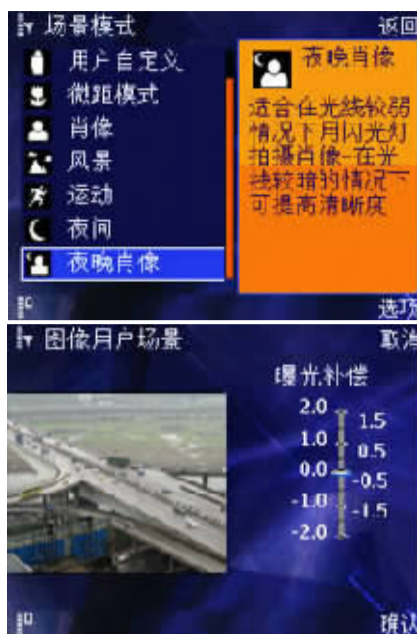 场景模式
返回
用户自定义
微距模式
肖像
风景
运动
夜间
夜晚肖像
夜晚肖像
适合在光线较弱
情况下用闪光灯
拍摄肖像-在光
线较暗的情况下
可提高清晰度
选项
图像用户场景
取消
曝光补偿
2.0
1.5
1.0
0.5
0.0
-0.5
-1.0
-1.5
-2.0
确认